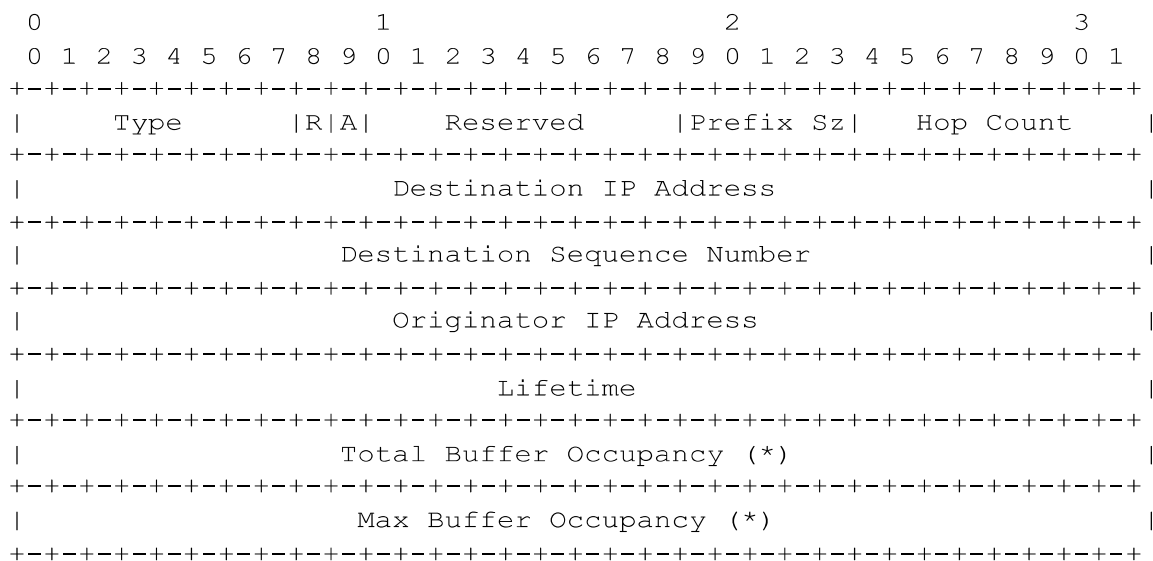 0                   1                   2                   3
0 1 2 3 4 5 6 7 8 9 0 1 2 3 4 5 6 7 8 9 0 1 2 3 4 5 6 7 8 9 0 1
+-+-+-+-+-+-+-+-+-+-+-+-+-+-+-+-+-+-+-+-+-+-+-+-+-+-+-+-+-+-+-+-+
|     Type      |R|A|    Reserved     |Prefix Sz|   Hop Count   |
+-+-+-+-+-+-+-+-+-+-+-+-+-+-+-+-+-+-+-+-+-+-+-+-+-+-+-+-+-+-+-+-+
|                     Destination IP Address                    |
+-+-+-+-+-+-+-+-+-+-+-+-+-+-+-+-+-+-+-+-+-+-+-+-+-+-+-+-+-+-+-+-+
|                  Destination Sequence Number                  |
+-+-+-+-+-+-+-+-+-+-+-+-+-+-+-+-+-+-+-+-+-+-+-+-+-+-+-+-+-+-+-+-+
|                     Originator IP Address                     |
+-+-+-+-+-+-+-+-+-+-+-+-+-+-+-+-+-+-+-+-+-+-+-+-+-+-+-+-+-+-+-+-+
|                           Lifetime                            |
+-+-+-+-+-+-+-+-+-+-+-+-+-+-+-+-+-+-+-+-+-+-+-+-+-+-+-+-+-+-+-+-+
|                  Total Buffer Occupancy (*)                   |
+-+-+-+-+-+-+-+-+-+-+-+-+-+-+-+-+-+-+-+-+-+-+-+-+-+-+-+-+-+-+-+-+
|                   Max Buffer Occupancy (*)                    |
+-+-+-+-+-+-+-+-+-+-+-+-+-+-+-+-+-+-+-+-+-+-+-+-+-+-+-+-+-+-+-+-+